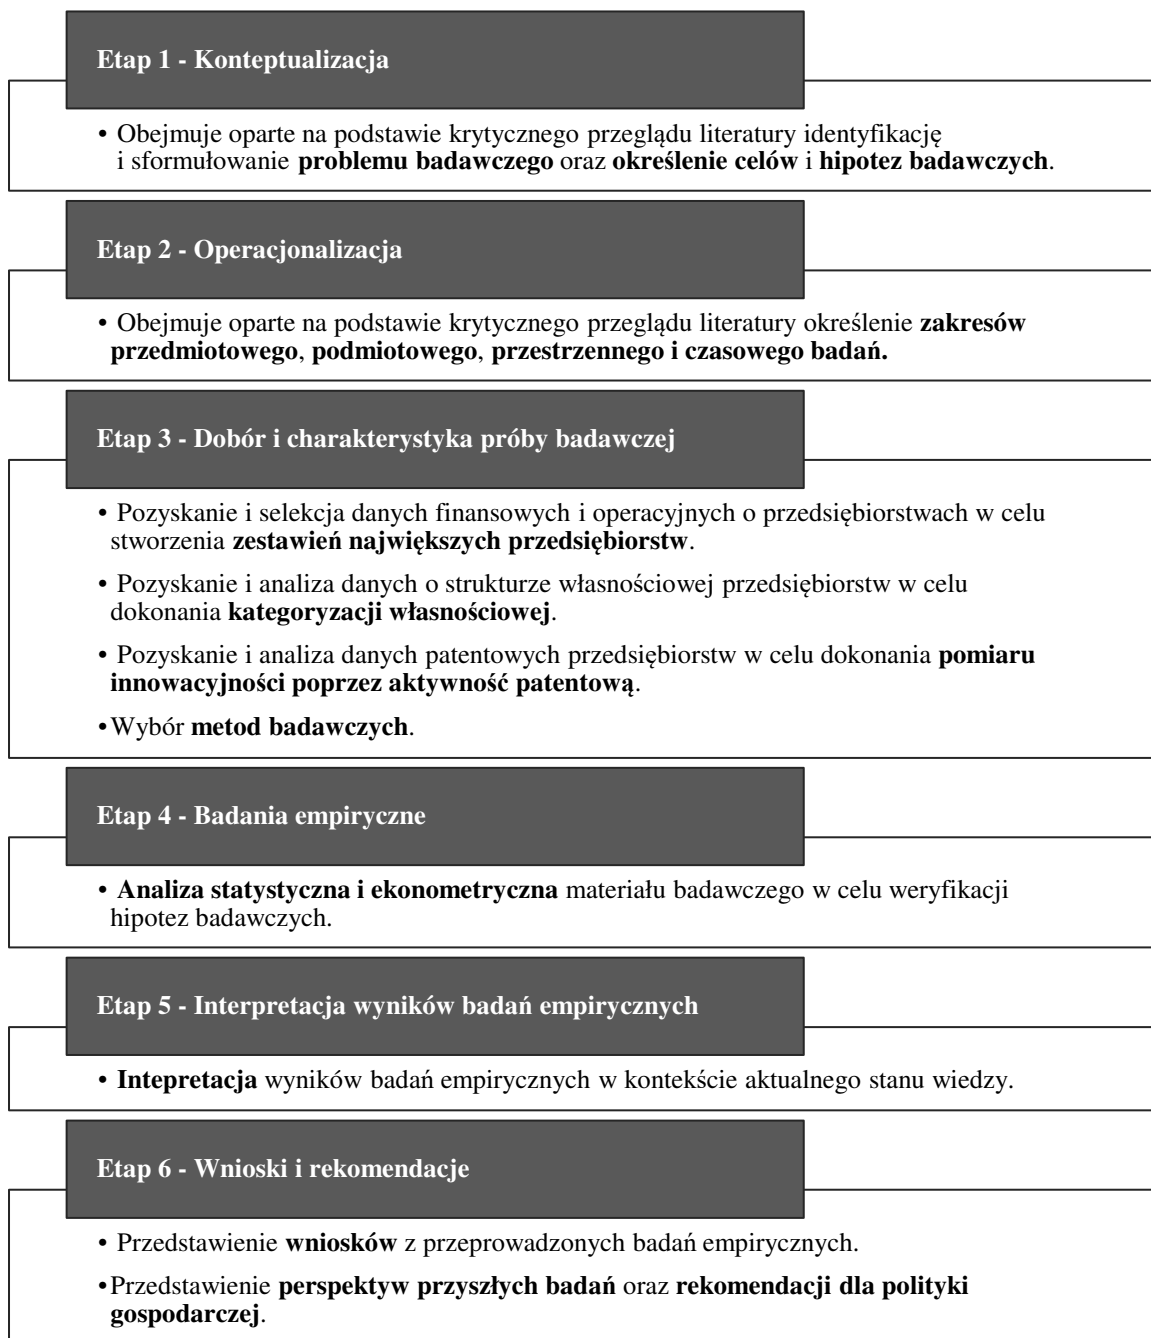 Etap 1 - Konteptualizacja
• Obejmuje oparte na podstawie krytycznego przeglądu literatury identyfikację
i sformułowanie problemu badawczego oraz określenie celów i hipotez badawczych.
Etap 2 - Operacjonalizacja
• Obejmuje oparte na podstawie krytycznego przeglądu literatury określenie zakresów
przedmiotowego, podmiotowego, przestrzennego i czasowego badań.
Etap 3 - Dobór i charakterystyka próby badawczej
• Pozyskanie i selekcja danych finansowych i operacyjnych o przedsiębiorstwach w celu
stworzenia zestawień największych przedsiębiorstw.
• Pozyskanie i analiza danych o strukturze własnościowej przedsiębiorstw w celu
dokonania kategoryzacji własnościowej.
• Pozyskanie i analiza danych patentowych przedsiębiorstw w celu dokonania pomiaru
innowacyjności poprzez aktywność patentową.
•Wybór metod badawczych.
Etap 4 - Badania empiryczne
• Analiza statystyczna i ekonometryczna materiału badawczego w celu weryfikacji
hipotez badawczych.
Etap 5 - Interpretacja wyników badań empirycznych
• Intepretacja wyników badań empirycznych w kontekście aktualnego stanu wiedzy.
Etap 6 - Wnioski i rekomendacje
• Przedstawienie wniosków z przeprowadzonych badań empirycznych.
•Przedstawienie perspektyw przyszłych badań oraz rekomendacji dla polityki
gospodarczej.